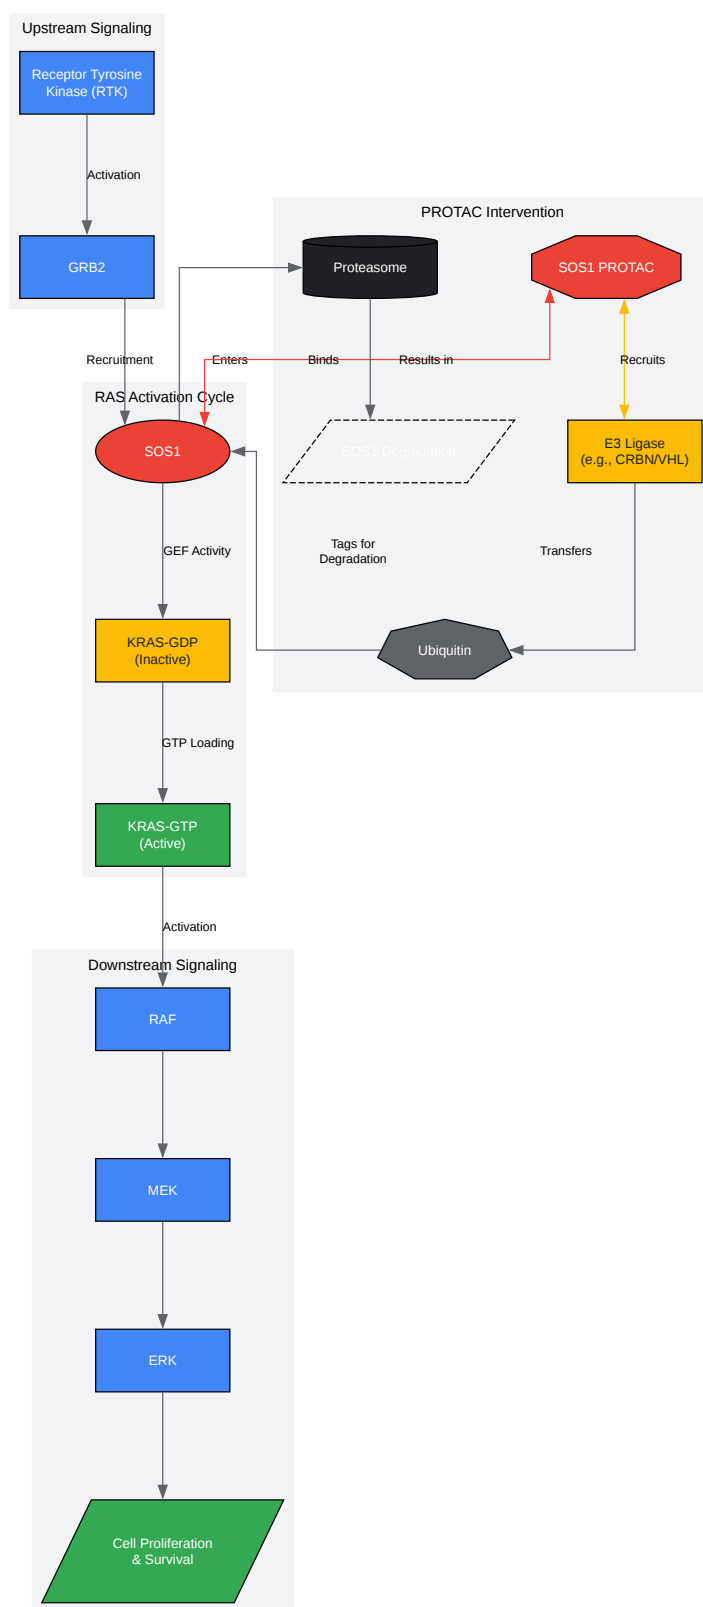 Upstream Signaling
Receptor Tyrosine
Kinase (RTK)
Activation
GRB2
PROTAC Intervention
Proteasome
SOS1 PROTAC
Recruitment
Enters
Binds
Results in
Recruits
RAS Activation Cycle
SOS1
SOS1 Degradation
E3 Ligase
(e.g., CRBN/VHL)
GEF Activity
Tags for
Degradation
Transfers
KRAS-GDP
(Inactive)
Ubiquitin
GTP Loading
KRAS-GTP
(Active)
Activation
Downstream Signaling
RAF
MEK
ERK
Cell Proliferation
& Survival